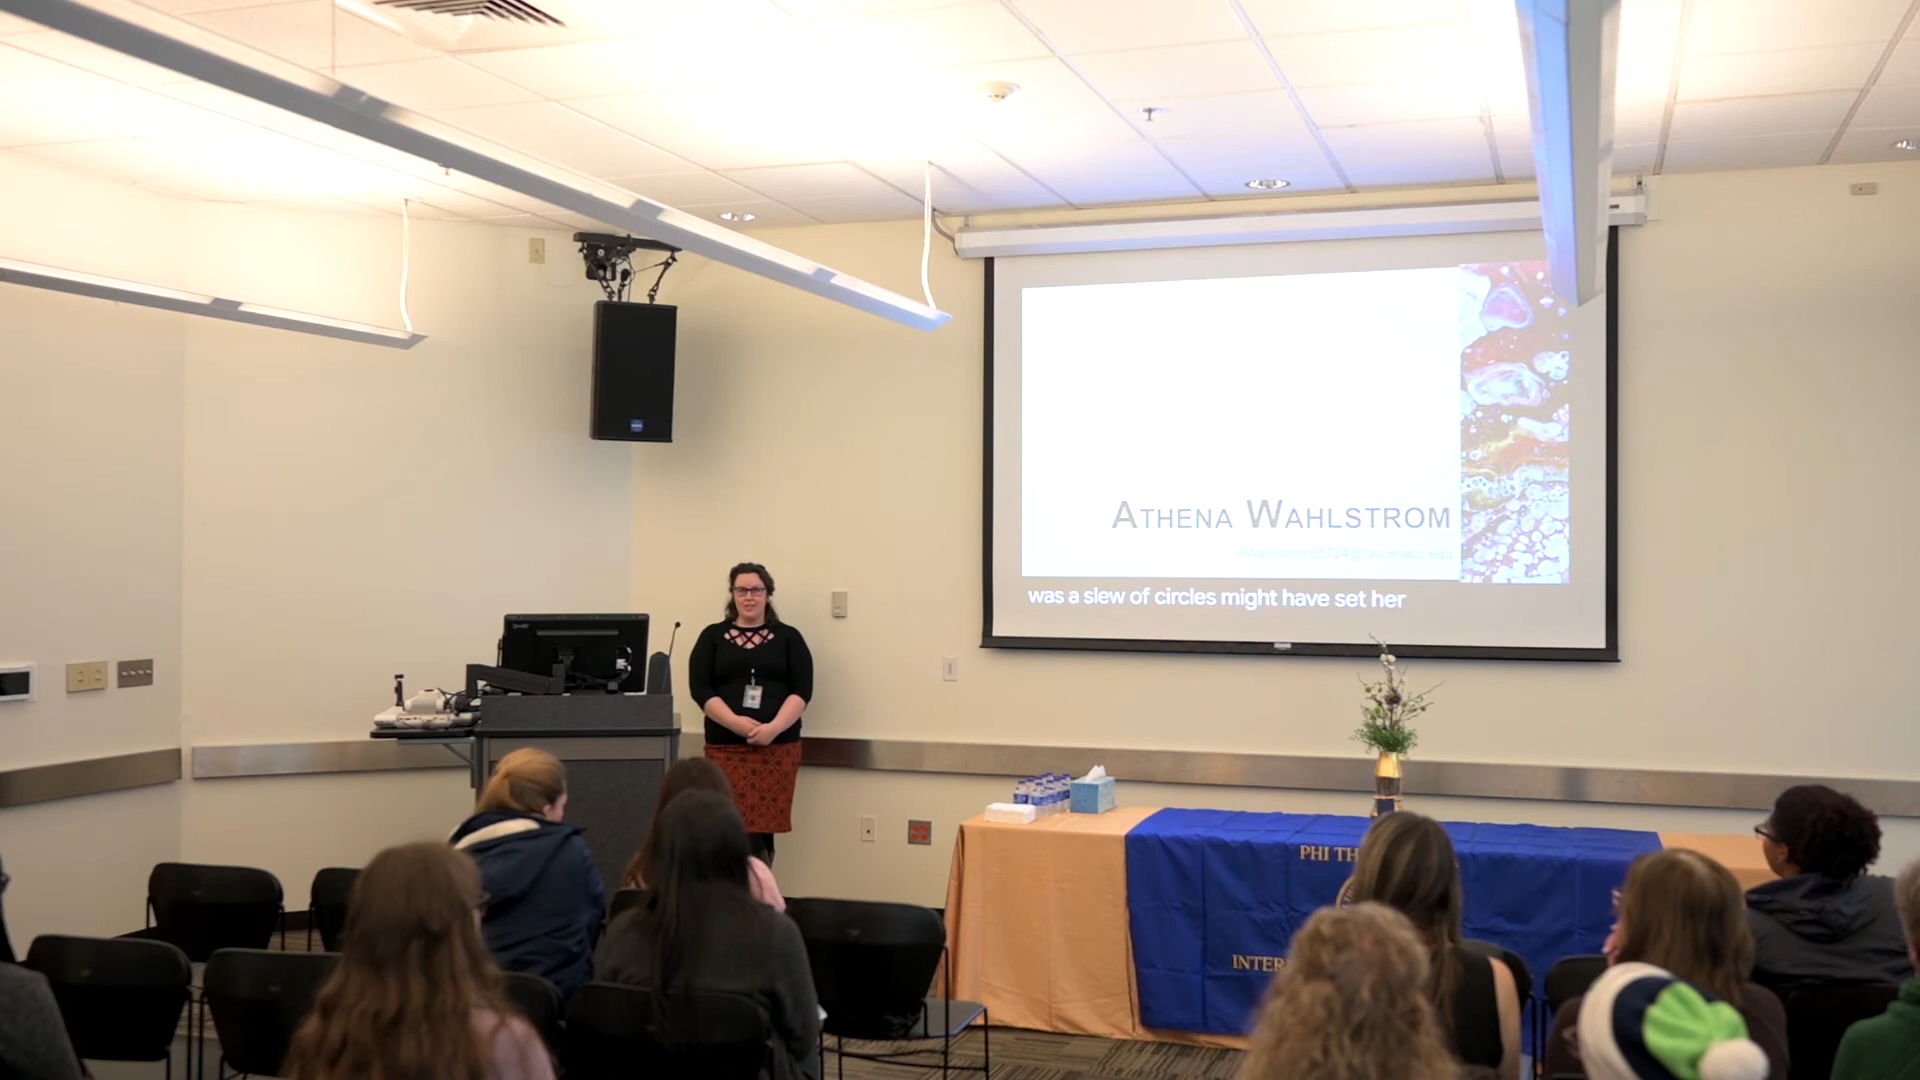 ATHENA WAHLSTROM
was a slew of circles might have set her
PHI TH
INTER